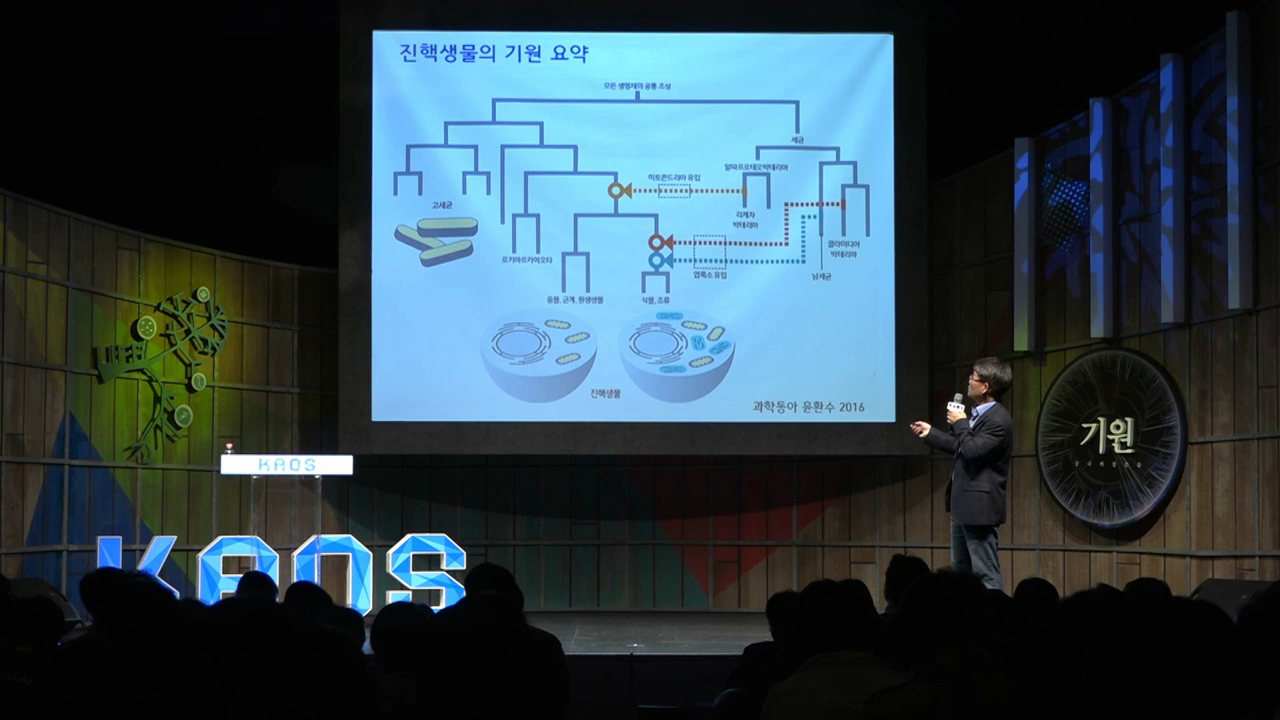 진핵생물의 기원 요약
모든 생명체의 공통 조상
세균
알파프로테오박테리아
미토콘드리아 유입
고세균
리케차
박테리아
클라미디아
박테리아
로키아르카이오타
엽록소 유입
남세균
동물, 균계, 원생생물
식물, 조류
진핵생물
과학동아 윤환수 2016
기원
KAOS
KAOS